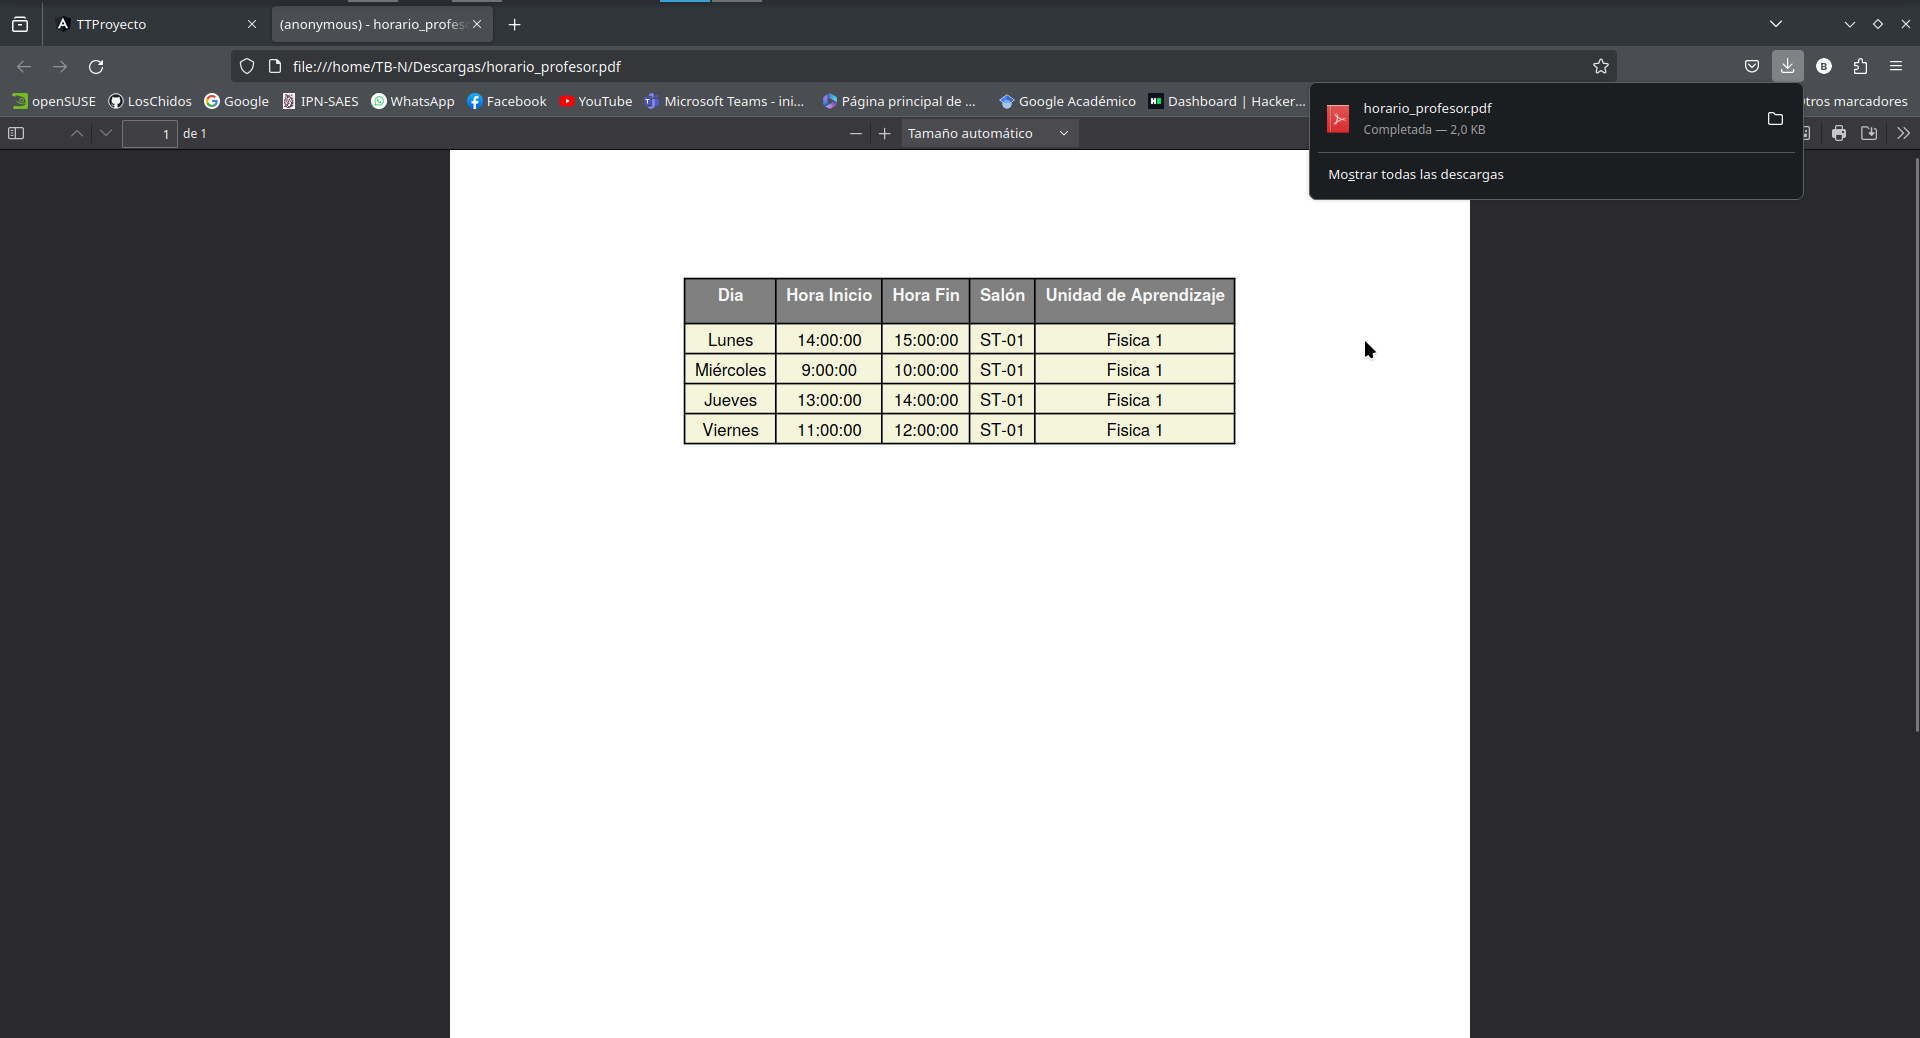 TTProyecto
(anonymous) - horario_profes
file:///home/TB-N/Descargas/horario_profesor.pdf
B
openSUSE LosChidos Google IPN-SAES WhatsApp Facebook YouTube Microsoft Teams - ini... Página principal de ... Google Académico Dashboard | Hacker... tros marcadores
1 de 1
Tamaño automático
horario_profesor.pdf
Completada — 2,0 KB
Mostrar todas las descargas
Dia Hora Inicio Hora Fin Salón Unidad de Aprendizaje
Lunes 14:00:00 15:00:00 ST-01 Fisica 1
Miércoles 9:00:00 10:00:00 ST-01 Fisica 1
Jueves 13:00:00 14:00:00 ST-01 Fisica 1
Viernes 11:00:00 12:00:00 ST-01 Fisica 1